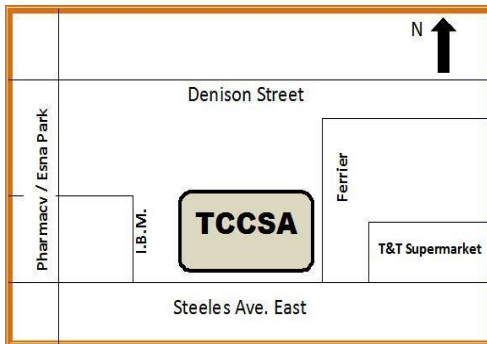 N
Denison Street
Pharmacy / Esna Park
I.B.M.
TCCSA
Ferrier
T&T Supermarket
Steeles Ave. East